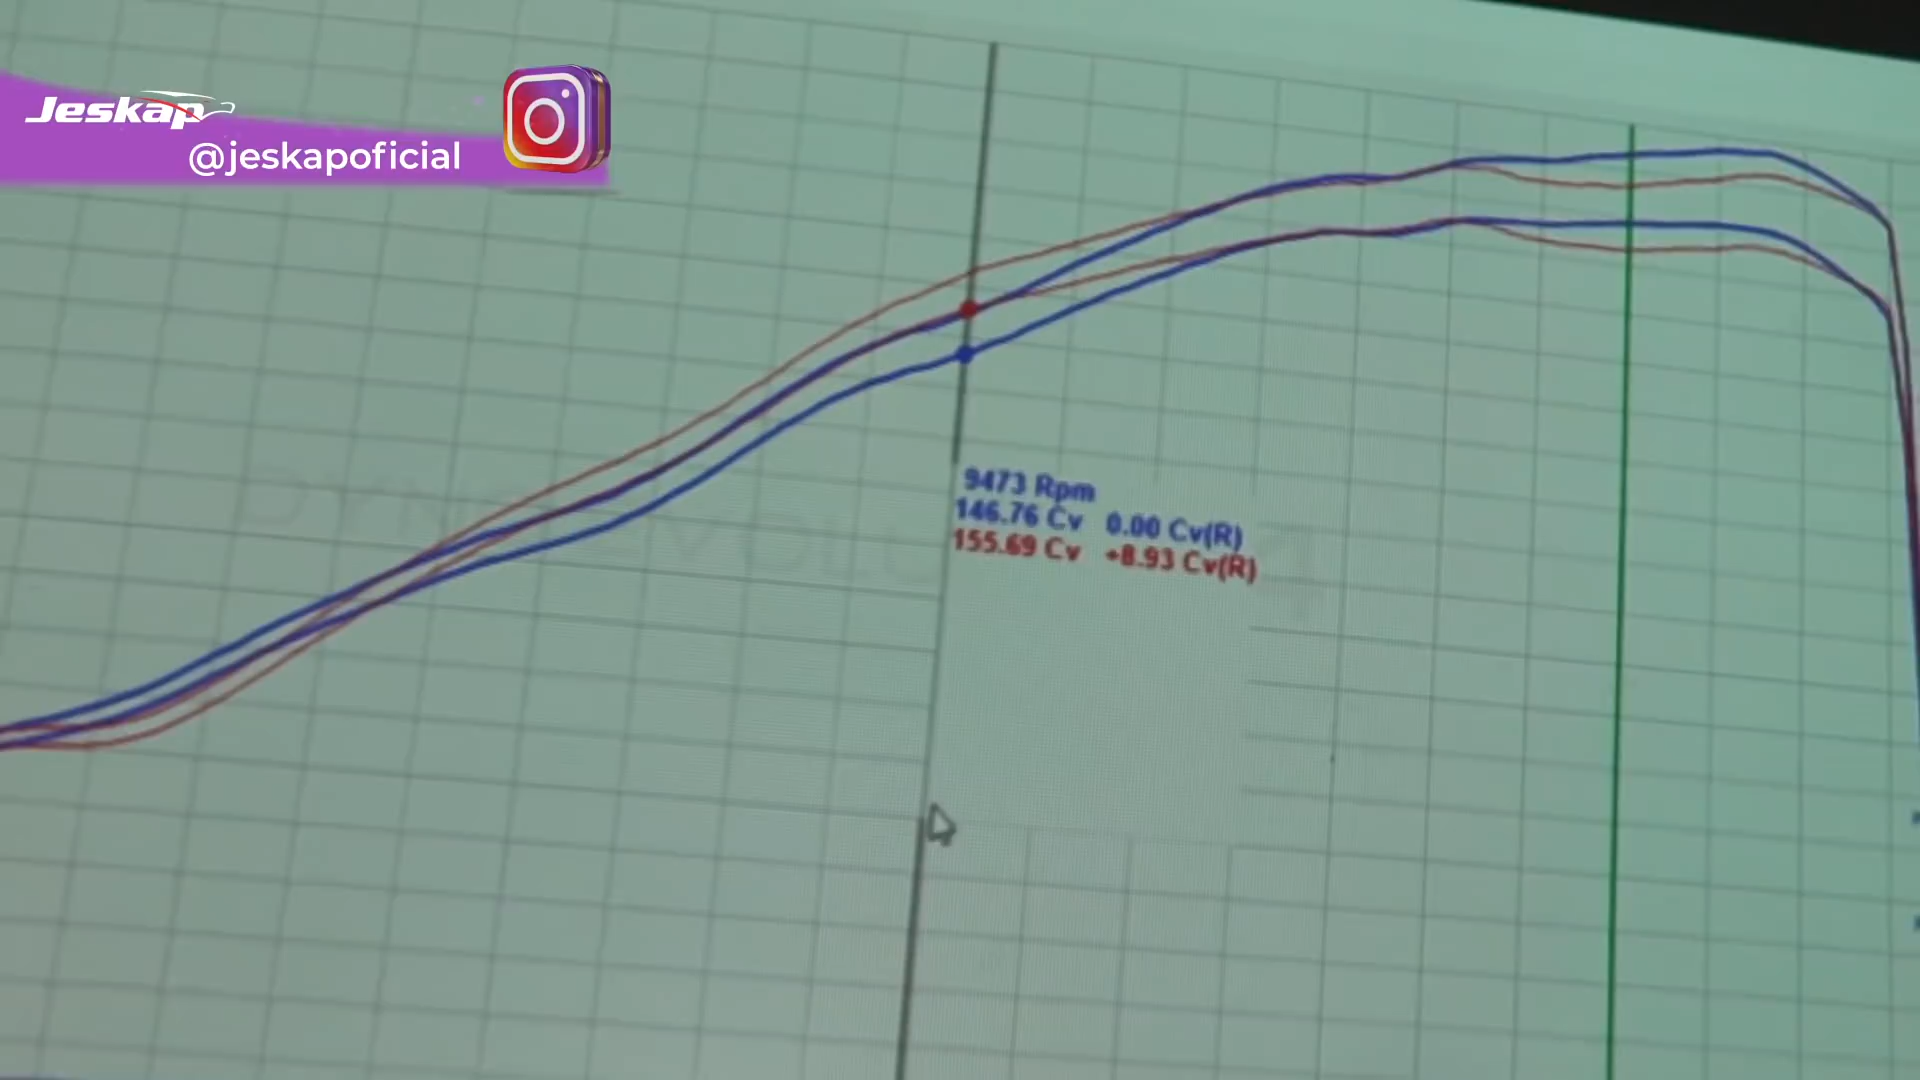 Jeskap
@jeskapoficial
9473 Rpm
146.76 Cv 0.00 Cv(R)
155.69 Cv +8.93 Cv(R)